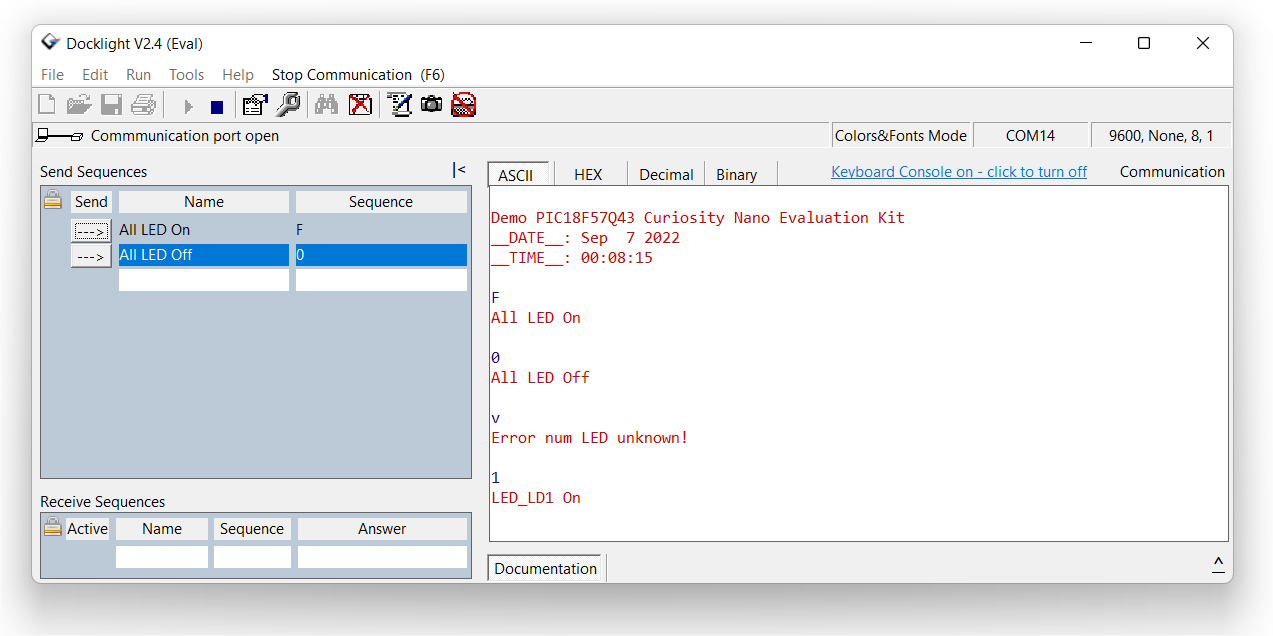 Docklight V2.4 (Eval)
File Edit Run Tools Help Stop Communication (F6)
Commmunication port open
Colors&Fonts Mode COM14 9600, None, 8, 1
Send Sequences |<
Send Name Sequence
---> All LED On F
---> All LED Off 0
Receive Sequences
Active Name Sequence Answer
ASCII HEX Decimal Binary Keyboard Console on - click to turn off Communication
Demo PIC18F57Q43 Curiosity Nano Evaluation Kit
__DATE__: Sep  7 2022
__TIME__: 00:08:15
F
All LED On
0
All LED Off
v
Error num LED unknown!
1
LED_LD1 On
Documentation